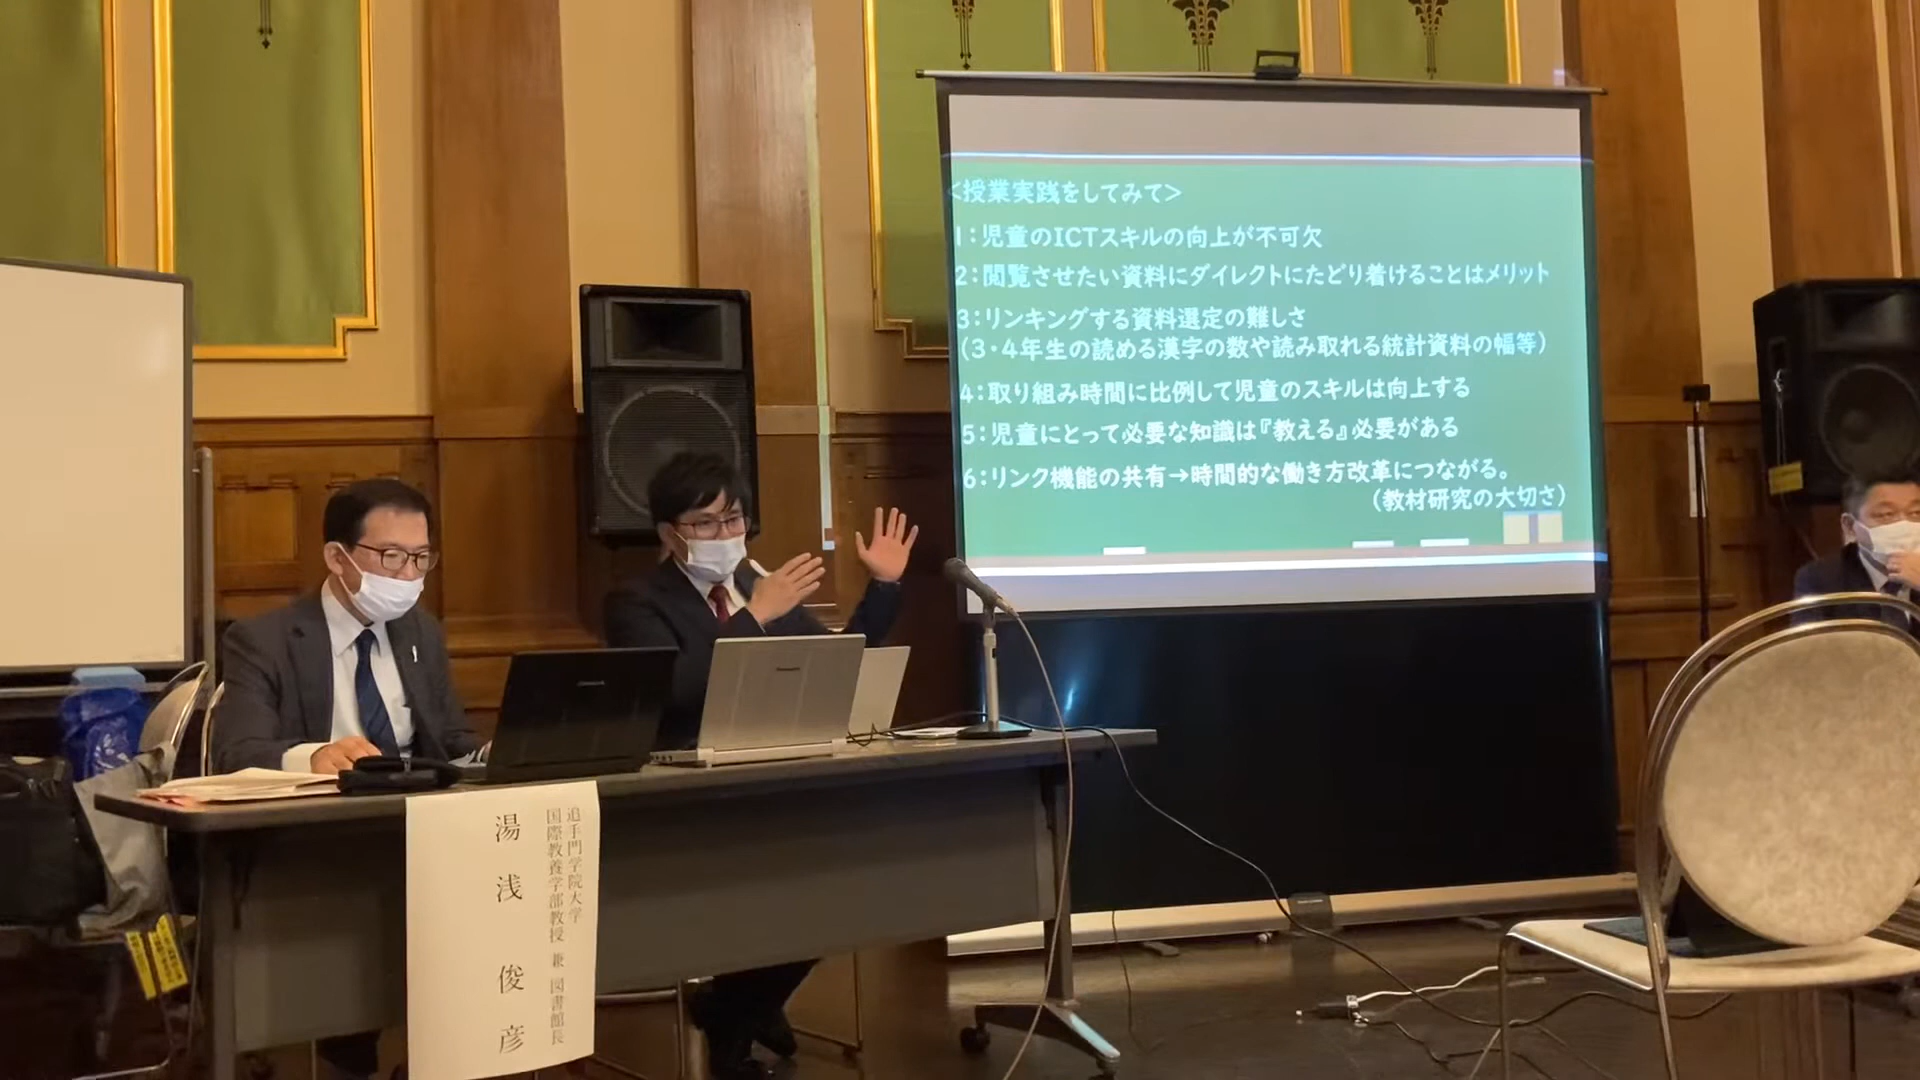 <授業実践をしてみて>
1：児童のICTスキルの向上が不可欠
2：閲覧させたい資料にダイレクトにたどり着けることはメリット
3：リンキングする資料選定の難しさ
（3・4年生の読める漢字の数や読み取れる統計資料の幅等）
4：取り組み時間に比例して児童のスキルは向上する
5：児童にとって必要な知識は『教える』必要がある
6：リンク機能の共有→時間的な働き方改革につながる。
（教材研究の大切さ）
追手門学院大学
国際教養学部教授 兼 図書館長
湯浅俊彦
Panasonic